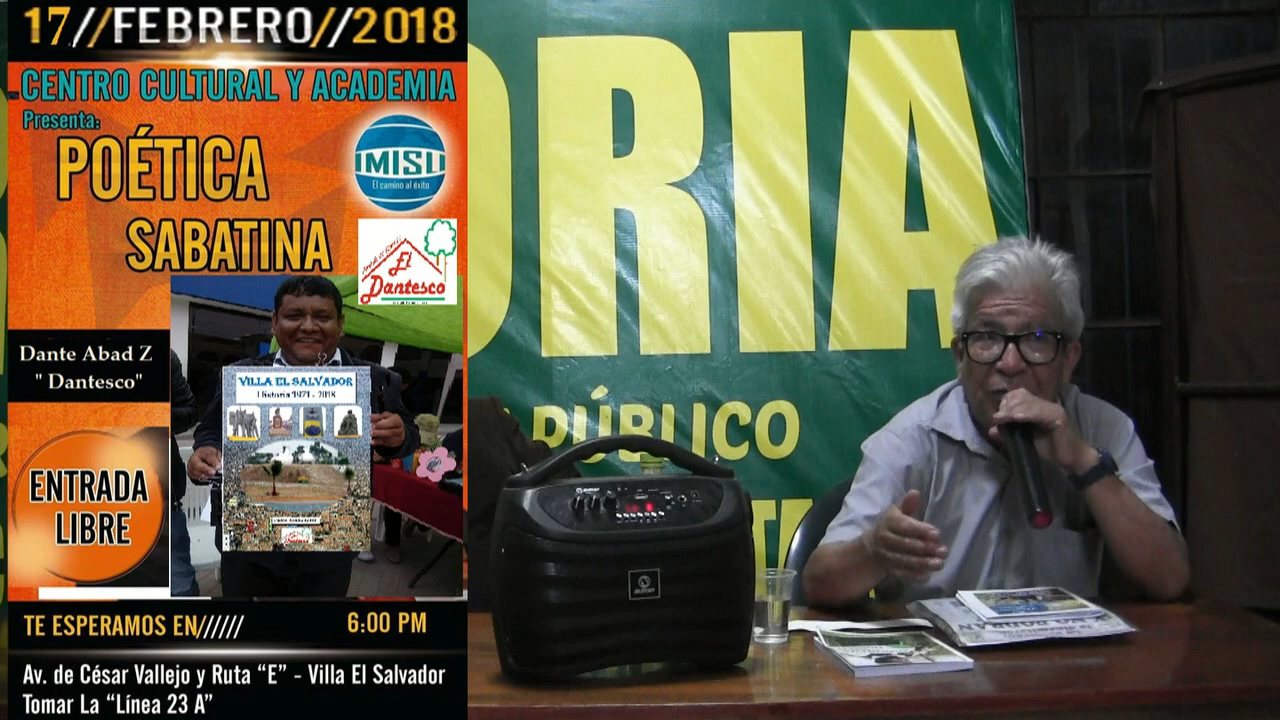 17//FEBRERO//2018
CENTRO CULTURAL Y ACADEMIA
Presenta:
POÉTICA
SABATINA
IMISU
El camino al éxito
El
Dantesco
Dante Abad Z
" Dantesco"
VILLA EL SALVADOR
Historia 1971 - 2018
ENTRADA
LIBRE
TE ESPERAMOS EN//////
6:00 PM
Av. de César Vallejo y Ruta “E” - Villa El Salvador
Tomar La “Línea 23 A”
ORIA
PÚBLICO